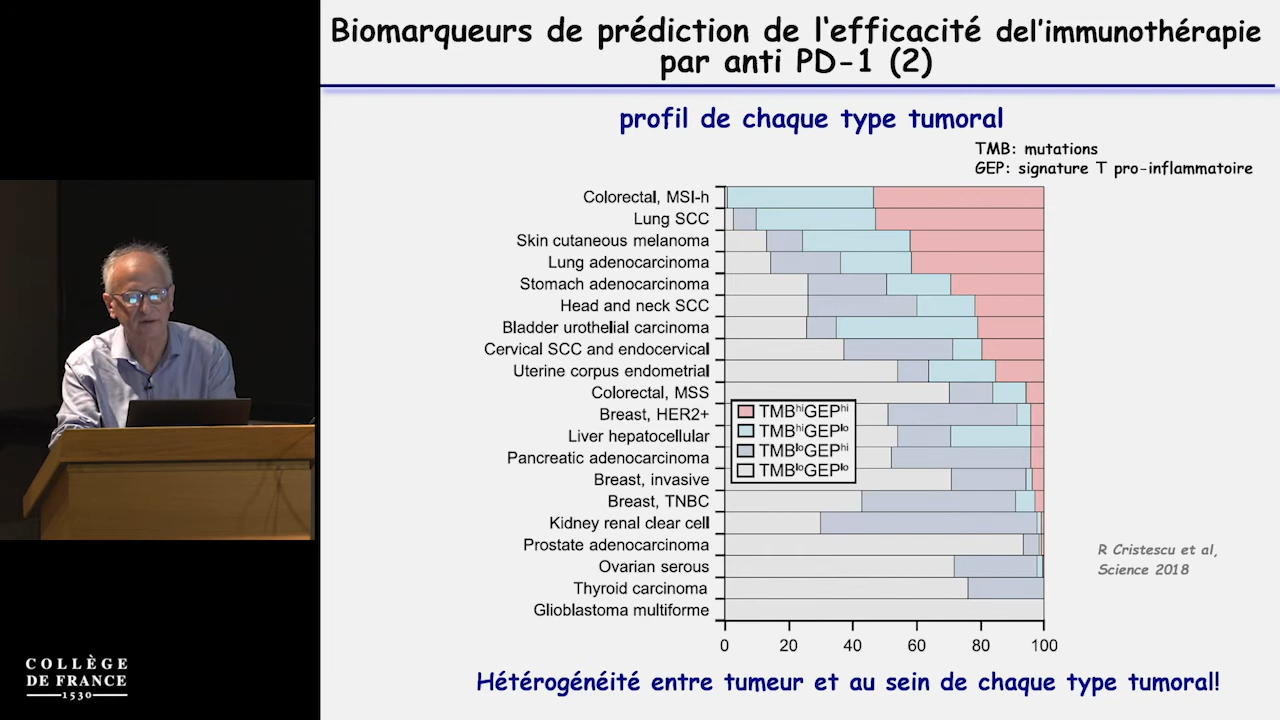 Biomarqueurs de prédiction de l'efficacité del'immunothérapie
par anti PD-1 (2)
profil de chaque type tumoral
TMB: mutations
GEP: signature T pro-inflammatoire
Colorectal, MSI-h
Lung SCC
Skin cutaneous melanoma
Lung adenocarcinoma
Stomach adenocarcinoma
Head and neck SCC
Bladder urothelial carcinoma
Cervical SCC and endocervical
Uterine corpus endometrial
Colorectal, MSS
Breast, HER2+
Liver hepatocellular
Pancreatic adenocarcinoma
Breast, invasive
Breast, TNBC
Kidney renal clear cell
Prostate adenocarcinoma
Ovarian serous
Thyroid carcinoma
Glioblastoma multiforme
TMBhiGEPhi
TMBhiGEPlo
TMBloGEPhi
TMBloGEPlo
0 20 40 60 80 100
R Cristescu et al,
Science 2018
Hétérogénéité entre tumeur et au sein de chaque type tumoral!
COLLÈGE
DE FRANCE
1530